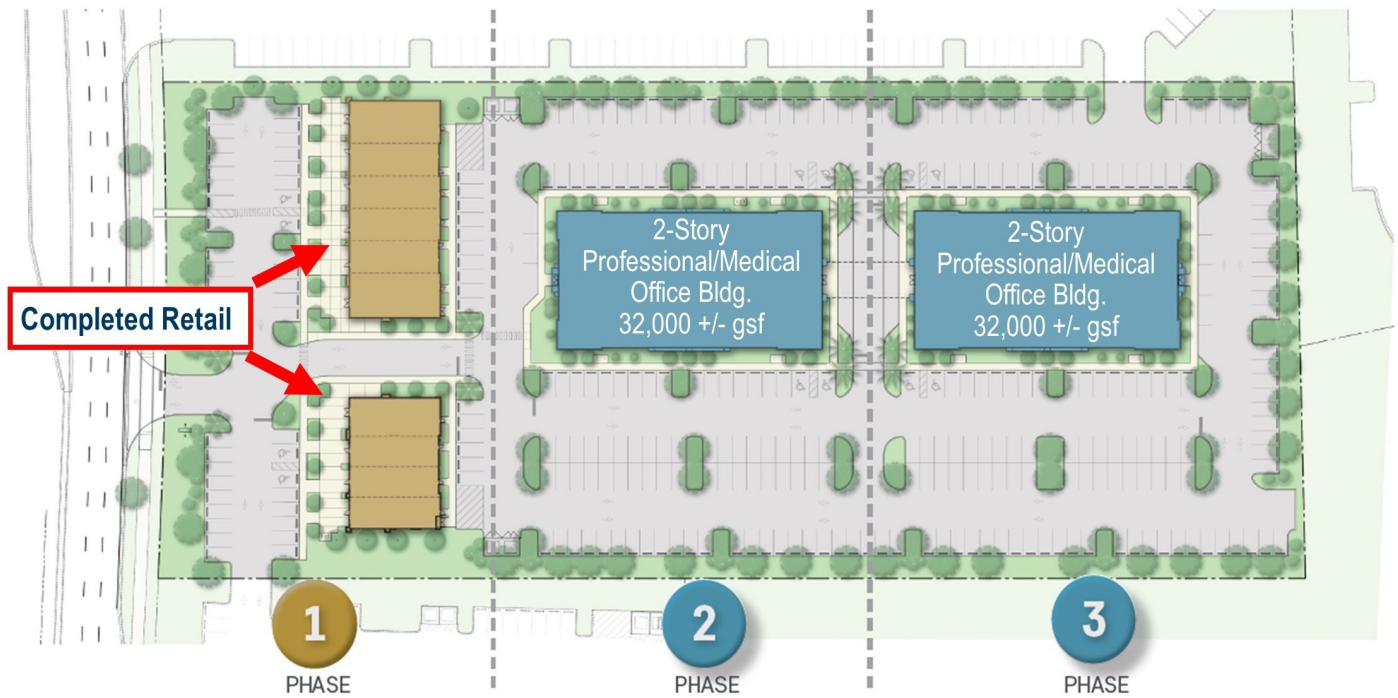 2-Story
Professional/Medical
Office Bldg.
32,000 +/- gsf
2-Story
Professional/Medical
Office Bldg.
32,000 +/- gsf
Completed Retail
1
PHASE
2
PHASE
3
PHASE